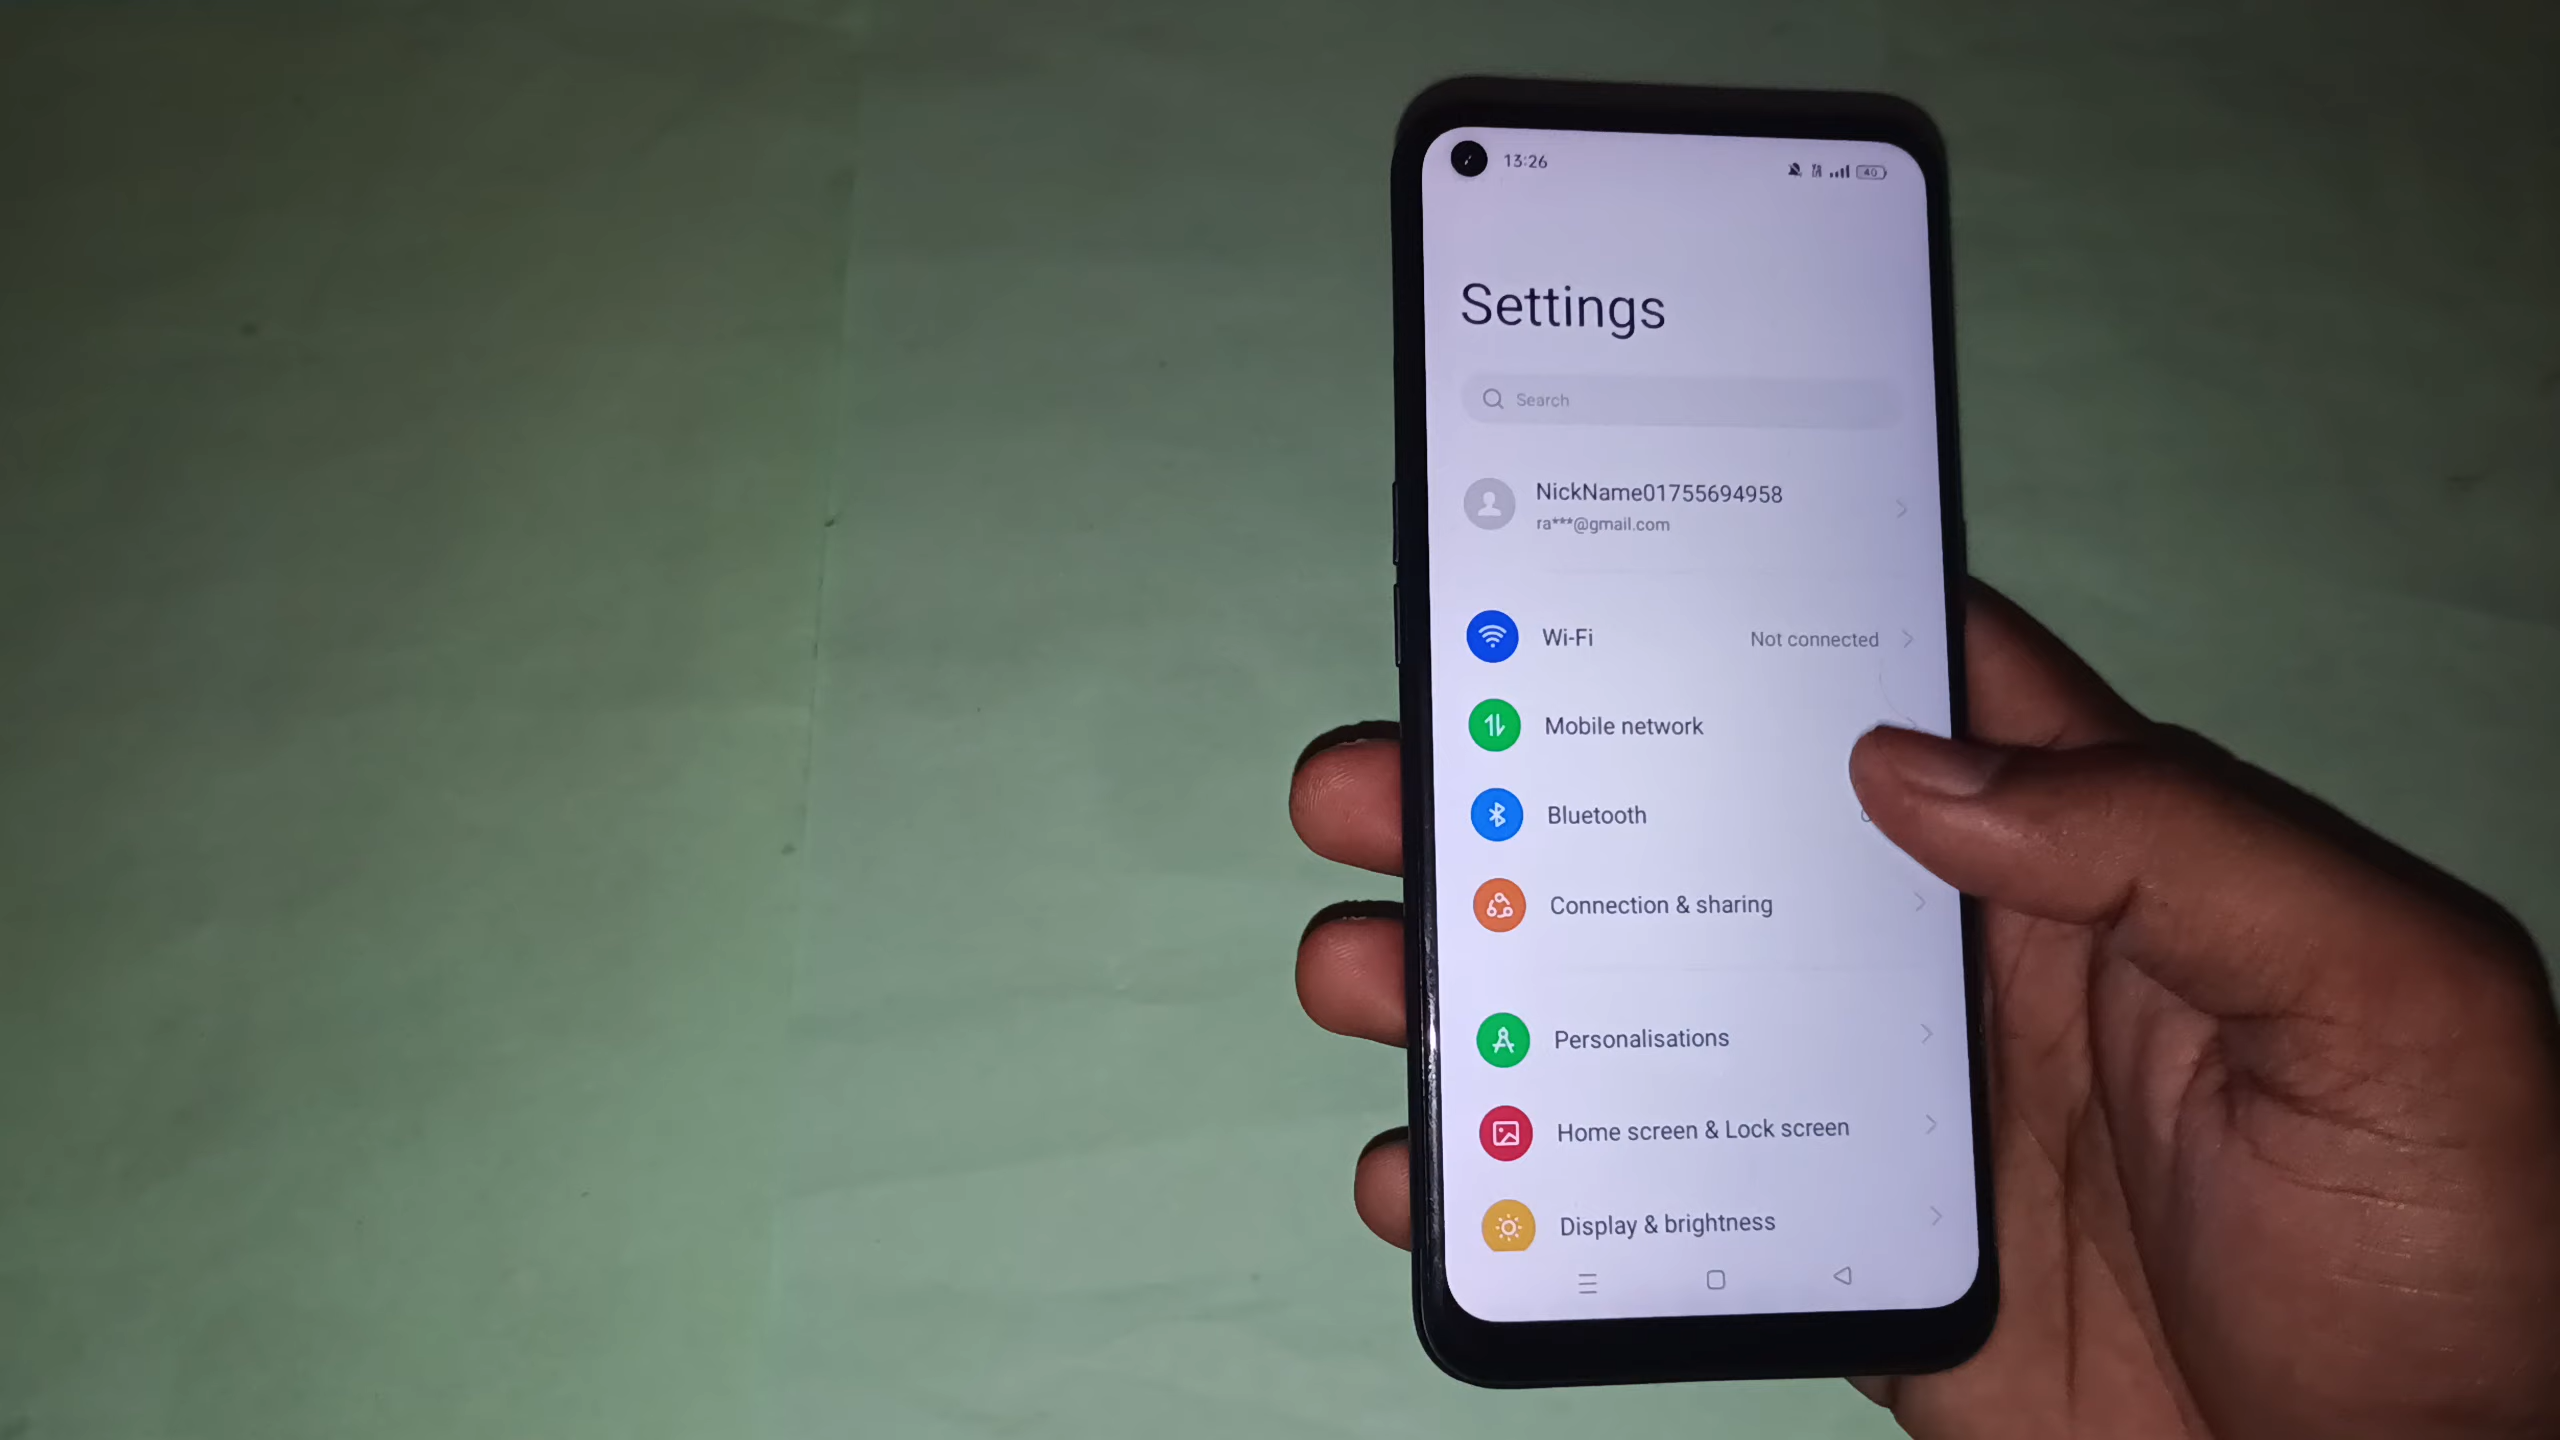 13:26
40
Settings
Search
NickName01755694958
ra***@gmail.com
Wi-Fi Not connected
Mobile network
Bluetooth
Connection & sharing
Personalisations
Home screen & Lock screen
Display & brightness